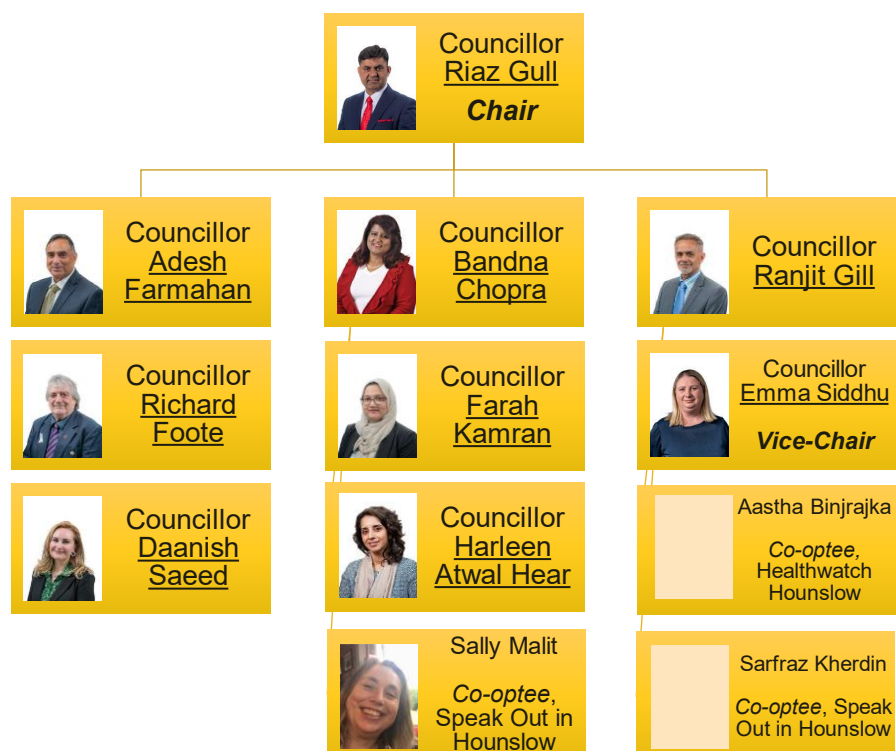 Councillor
Riaz Gull
Chair
Councillor
Adesh
Farmahan
Councillor
Bandna
Chopra
Councillor
Ranjit Gill
Councillor
Richard
Foote
Councillor
Farah
Kamran
Councillor
Emma Siddhu
Vice-Chair
Councillor
Daanish
Saeed
Councillor
Harleen
Atwal Hear
Aastha Binjrajka
Co-optee,
Healthwatch
Hounslow
Sally Malit
Co-optee,
Speak Out in
Hounslow
Sarfraz Kherdin
Co-optee, Speak
Out in Hounslow